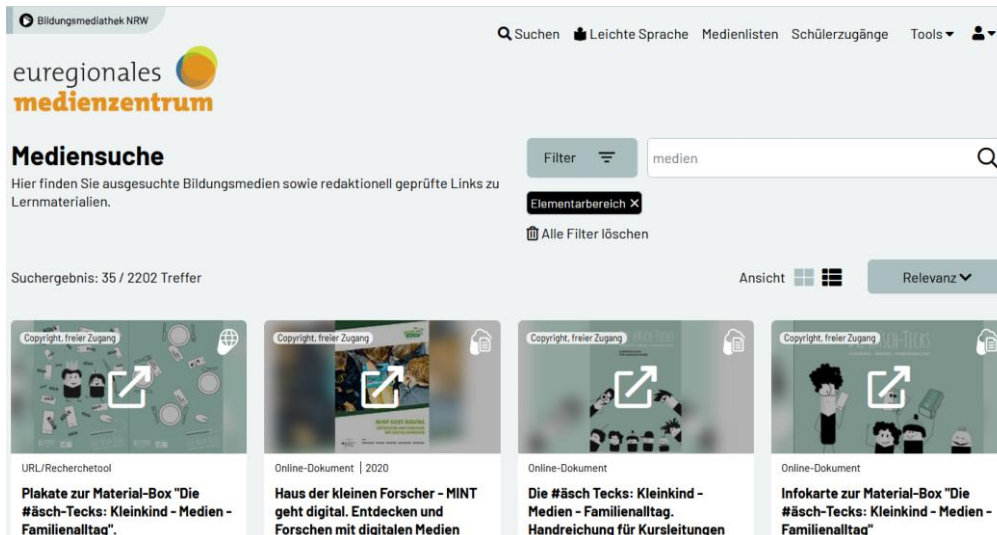 Bildungsmediathek NRW
Suchen Leichte Sprache Medienlisten Schülerzugänge Tools
euregionales
medienzentrum
Mediensuche
Hier finden Sie ausgesuchte Bildungsmedien sowie redaktionell geprüfte Links zu
Lernmaterialien.
Filter
medien
Elementarbereich
Alle Filter löschen
Suchergebnis: 35 / 2202 Treffer
Ansicht
Relevanz
Copyright, freier Zugang
URL/Recherchetool
Plakate zur Material-Box "Die
#äsch-Tecks: Kleinkind - Medien -
Familienalltag".
Copyright, freier Zugang
MINT GEHT DIGITAL
Online-Dokument | 2020
Haus der kleinen Forscher - MINT
geht digital. Entdecken und
Forschen mit digitalen Medien
Copyright, freier Zugang
Online-Dokument
Die #äsch Tecks: Kleinkind -
Medien - Familienalltag.
Handreichung für Kursleitungen
Copyright, freier Zugang
Online-Dokument
Infokarte zur Material-Box "Die
#äsch-Tecks: Kleinkind - Medien -
Familienalltag"